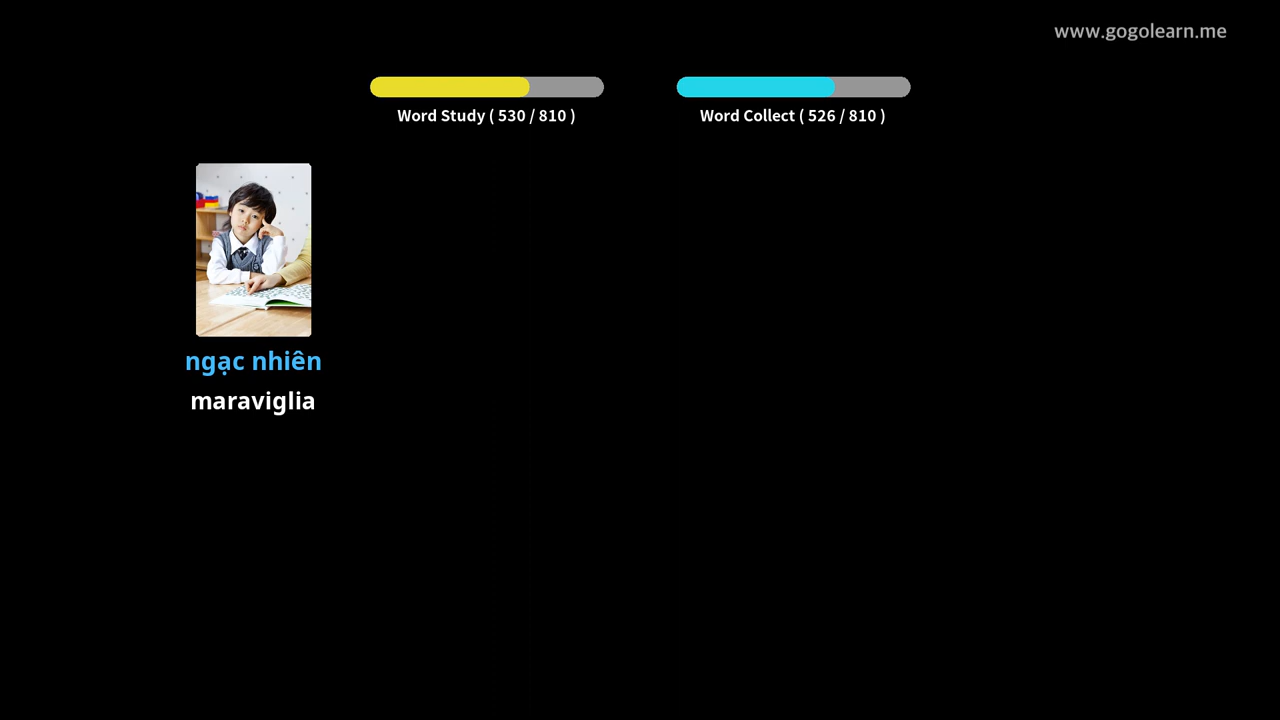 www.gogolearn.me
Word Study ( 530 / 810 )
Word Collect ( 526 / 810 )
ngạc nhiên
maraviglia